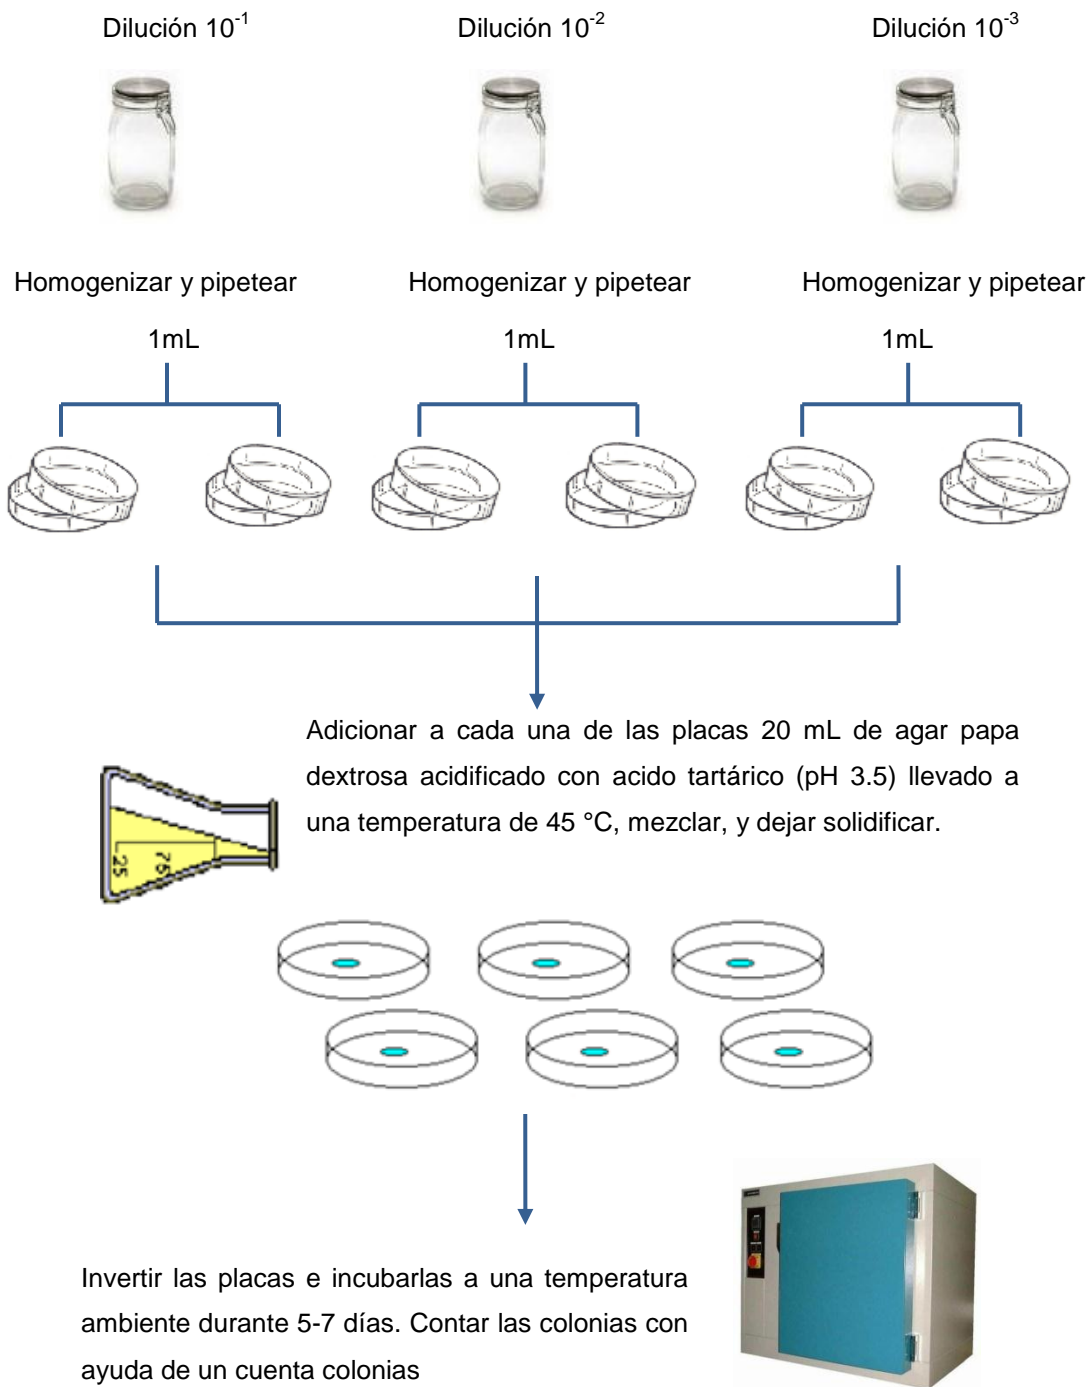 Dilución 10⁻¹ Dilución 10⁻² Dilución 10⁻³
Homogenizar y pipetear Homogenizar y pipetear Homogenizar y pipetear
1mL 1mL 1mL
Adicionar a cada una de las placas 20 mL de agar papa
dextrosa acidificado con acido tartárico (pH 3.5) llevado a
una temperatura de 45 °C, mezclar, y dejar solidificar.
25 75
Invertir las placas e incubarlas a una temperatura
ambiente durante 5-7 días. Contar las colonias con
ayuda de un cuenta colonias